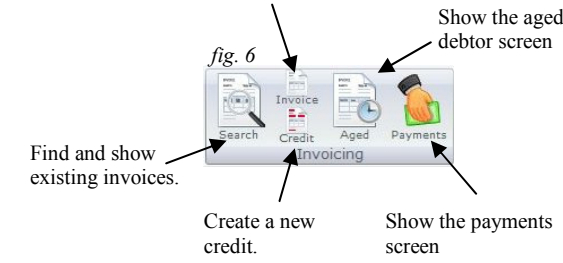 Show the aged
debtor screen
fig. 6
Invoice
Search
Credit
Aged
Payments
Invoicing
Find and show
existing invoices.
Create a new
credit.
Show the payments
screen